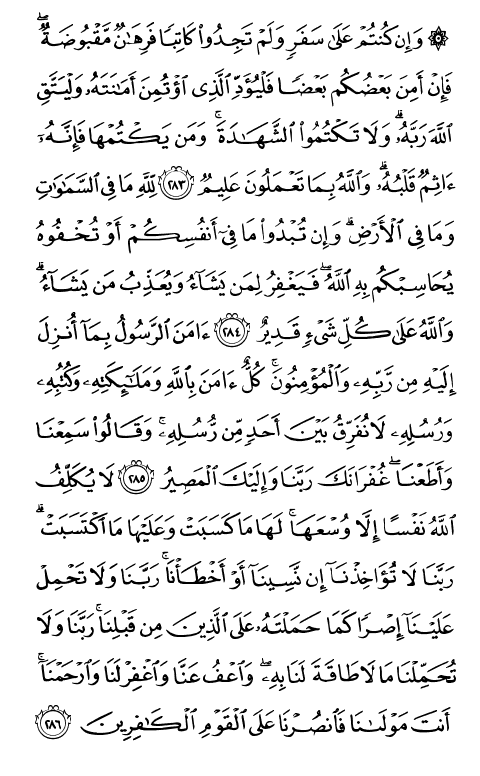 ۞ وَإِن كُنتُمْ عَلَىٰ سَفَرٍ وَلَمْ تَجِدُوا۟ كَاتِبًا فَرِهَـٰنٌ مَّقْبُوضَةٌ ۖ
فَإِنْ أَمِنَ بَعْضُكُم بَعْضًا فَلْيُؤَدِّ ٱلَّذِى ٱؤْتُمِنَ أَمَـٰنَتَهُۥ وَلْيَتَّقِ
ٱللَّهَ رَبَّهُۥ ۗ وَلَا تَكْتُمُوا۟ ٱلشَّهَـٰدَةَ ۚ وَمَن يَكْتُمْهَا فَإِنَّهُۥٓ
ءَاثِمٌ قَلْبُهُۥ ۗ وَٱللَّهُ بِمَا تَعْمَلُونَ عَلِيمٌ ٢٨٣ لِّلَّهِ مَا فِى ٱلسَّمَـٰوَٰتِ
وَمَا فِى ٱلْأَرْضِ ۗ وَإِن تُبْدُوا۟ مَا فِىٓ أَنفُسِكُمْ أَوْ تُخْفُوهُ
يُحَاسِبْكُم بِهِ ٱللَّهُ ۖ فَيَغْفِرُ لِمَن يَشَآءُ وَيُعَذِّبُ مَن يَشَآءُ ۗ
وَٱللَّهُ عَلَىٰ كُلِّ شَىْءٍ قَدِيرٌ ٢٨٤ ءَامَنَ ٱلرَّسُولُ بِمَآ أُنزِلَ
إِلَيْهِ مِن رَّبِّهِۦ وَٱلْمُؤْمِنُونَ ۚ كُلٌّ ءَامَنَ بِٱللَّهِ وَمَلَـٰٓئِكَتِهِۦ وَكُتُبِهِۦ
وَرُسُلِهِۦ لَا نُفَرِّقُ بَيْنَ أَحَدٍ مِّن رُّسُلِهِۦ ۚ وَقَالُوا۟ سَمِعْنَا
وَأَطَعْنَا ۖ غُفْرَانَكَ رَبَّنَا وَإِلَيْكَ ٱلْمَصِيرُ ٢٨٥ لَا يُكَلِّفُ
ٱللَّهُ نَفْسًا إِلَّا وُسْعَهَا ۚ لَهَا مَا كَسَبَتْ وَعَلَيْهَا مَا ٱكْتَسَبَتْ ۗ
رَبَّنَا لَا تُؤَاخِذْنَآ إِن نَّسِينَآ أَوْ أَخْطَأْنَا ۚ رَبَّنَا وَلَا تَحْمِلْ
عَلَيْنَآ إِصْرًا كَمَا حَمَلْتَهُۥ عَلَى ٱلَّذِينَ مِن قَبْلِنَا ۚ رَبَّنَا وَلَا
تُحَمِّلْنَا مَا لَا طَاقَةَ لَنَا بِهِۦ ۖ وَٱعْفُ عَنَّا وَٱغْفِرْ لَنَا وَٱرْحَمْنَآ ۚ
أَنتَ مَوْلَىٰنَا فَٱنصُرْنَا عَلَى ٱلْقَوْمِ ٱلْكَـٰفِرِينَ ٢٨٦